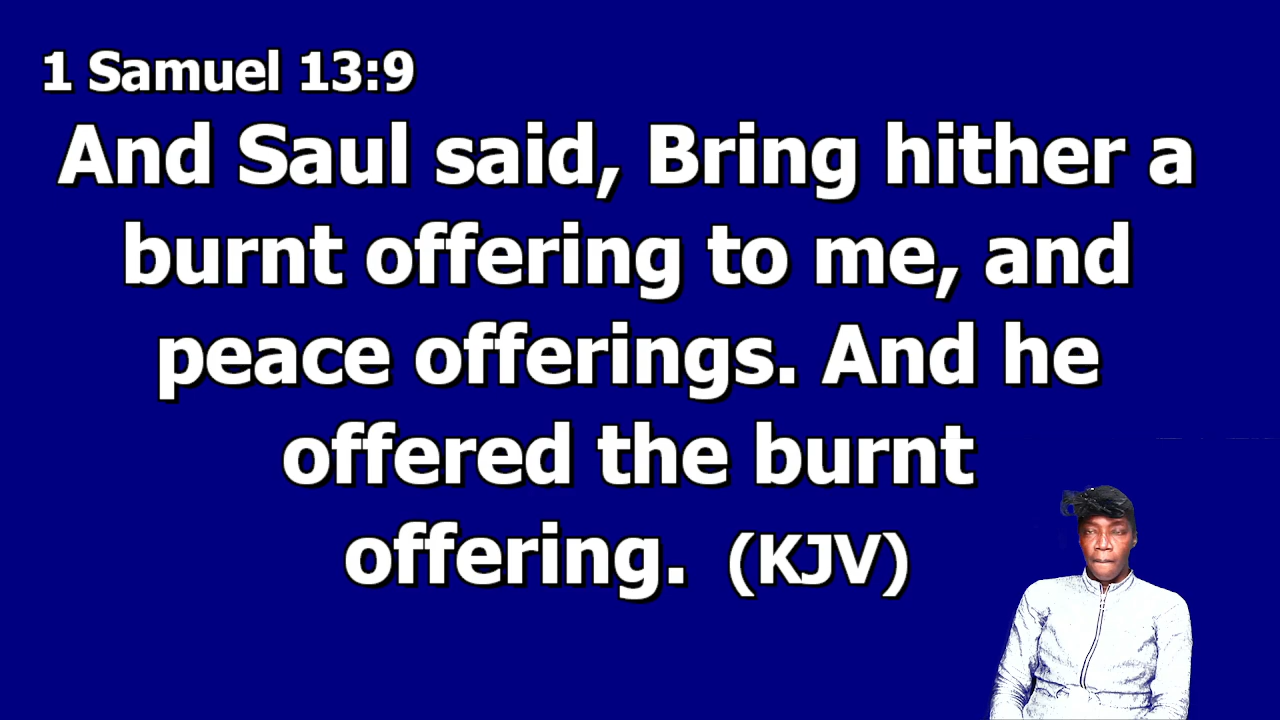 1 Samuel 13:9
And Saul said, Bring hither a
burnt offering to me, and
peace offerings. And he
offered the burnt
offering. (KJV)